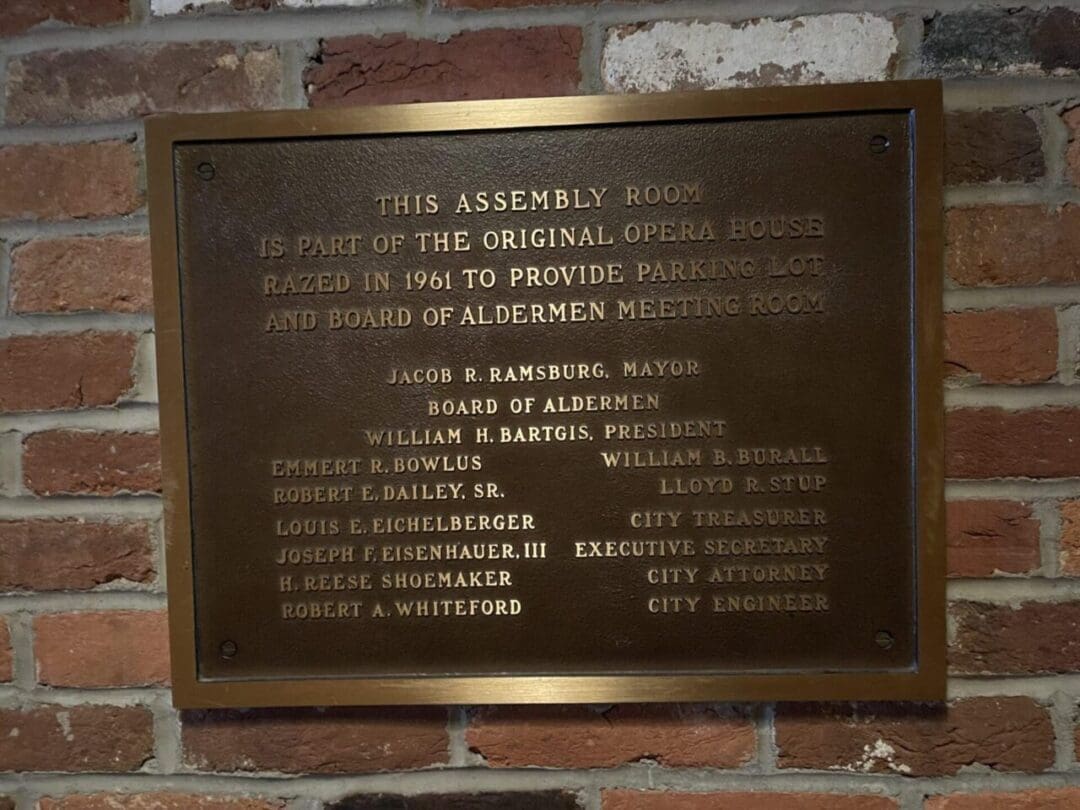 THIS ASSEMBLY ROOM
IS PART OF THE ORIGINAL OPERA HOUSE
RAZED IN 1961 TO PROVIDE PARKING LOT
AND BOARD OF ALDERMEN MEETING ROOM
JACOB R. RAMSBURG, MAYOR
BOARD OF ALDERMEN
WILLIAM H. BARTGIS, PRESIDENT
EMMERT R. BOWLUS WILLIAM B. BURALL
ROBERT E. DAILEY, SR. LLOYD R. STUP
LOUIS E. EICHELBERGER CITY TREASURER
JOSEPH F. EISENHAUER, III EXECUTIVE SECRETARY
H. REESE SHOEMAKER CITY ATTORNEY
ROBERT A. WHITEFORD CITY ENGINEER